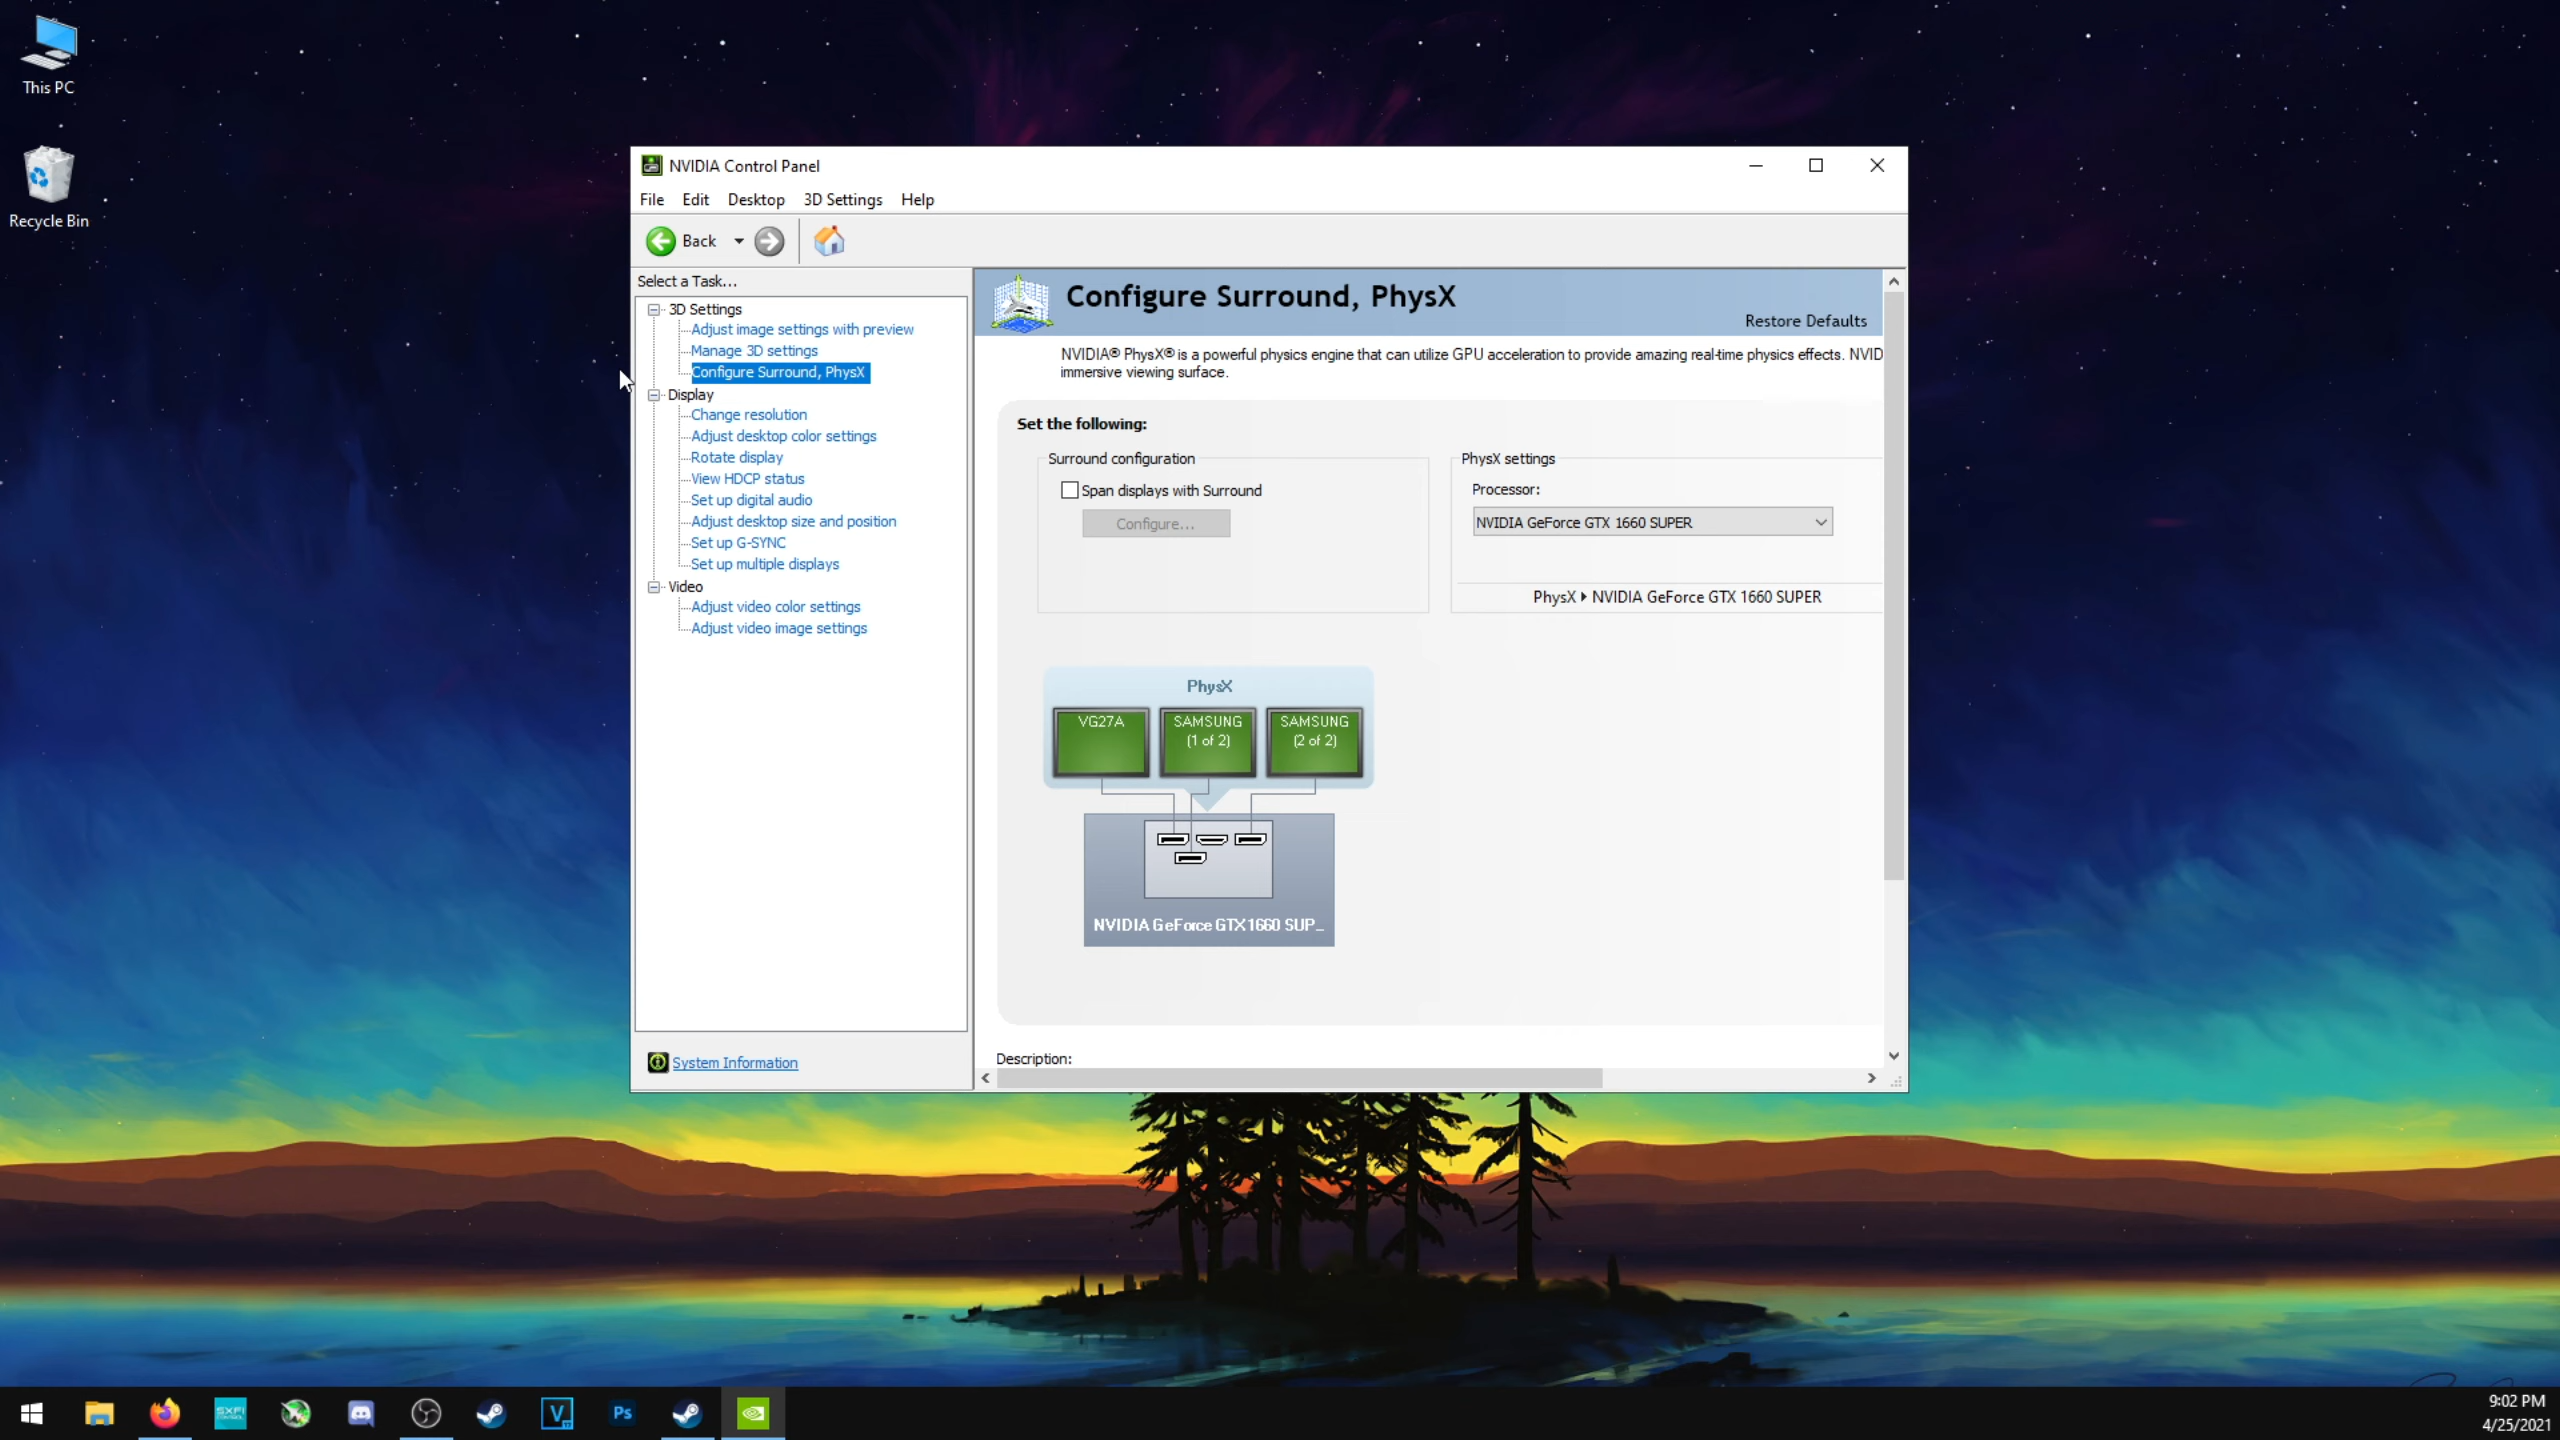 This PC
Recycle Bin
NVIDIA Control Panel
File Edit Desktop 3D Settings Help
Back
Select a Task...
3D Settings
Adjust image settings with preview
Manage 3D settings
Configure Surround, PhysX
Display
Change resolution
Adjust desktop color settings
Rotate display
View HDCP status
Set up digital audio
Adjust desktop size and position
Set up G-SYNC
Set up multiple displays
Video
Adjust video color settings
Adjust video image settings
System Information
Configure Surround, PhysX
Restore Defaults
NVIDIA® PhysX® is a powerful physics engine that can utilize GPU acceleration to provide amazing real-time physics effects. NVID
immersive viewing surface.
Set the following:
Surround configuration
Span displays with Surround
Configure...
PhysX settings
Processor:
NVIDIA GeForce GTX 1660 SUPER
PhysX NVIDIA GeForce GTX 1660 SUPER
PhysX
VG27A
SAMSUNG
(1 of 2)
SAMSUNG
(2 of 2)
NVIDIA GeForce GTX 1660 SUP...
Description:
SXFI
CONTROL
V
17
Ps
9:02 PM
4/25/2021